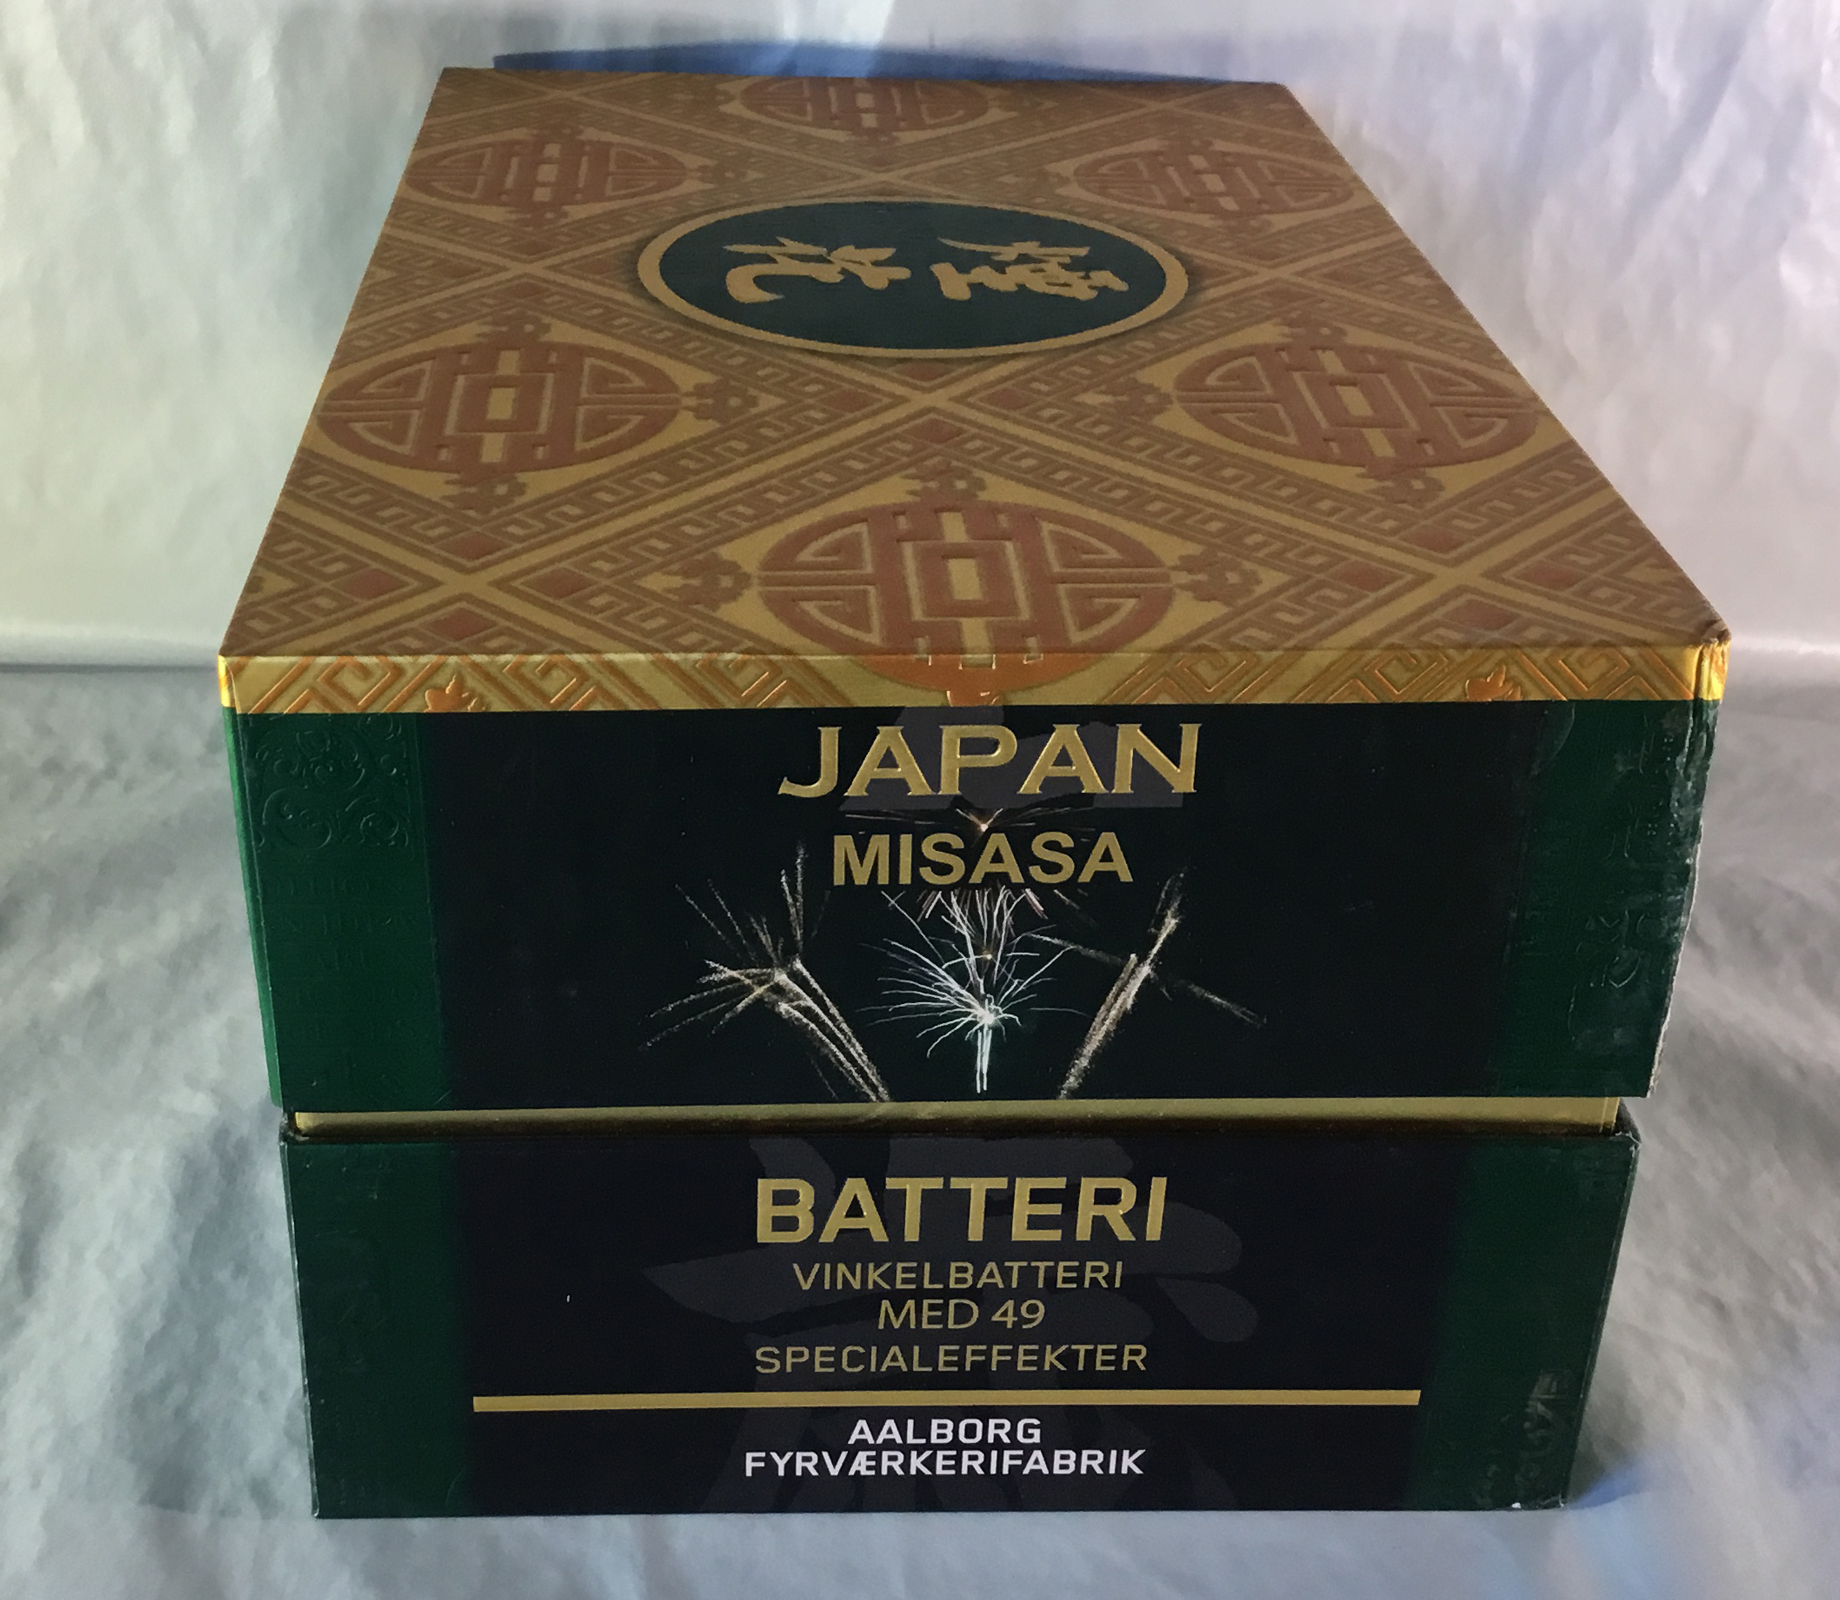 JAPAN
MISASA
BATTERI
VINKELBATTERI
MED 49
SPECIALEFFEKTER
AALBORG
FYRVÆRKERIFABRIK